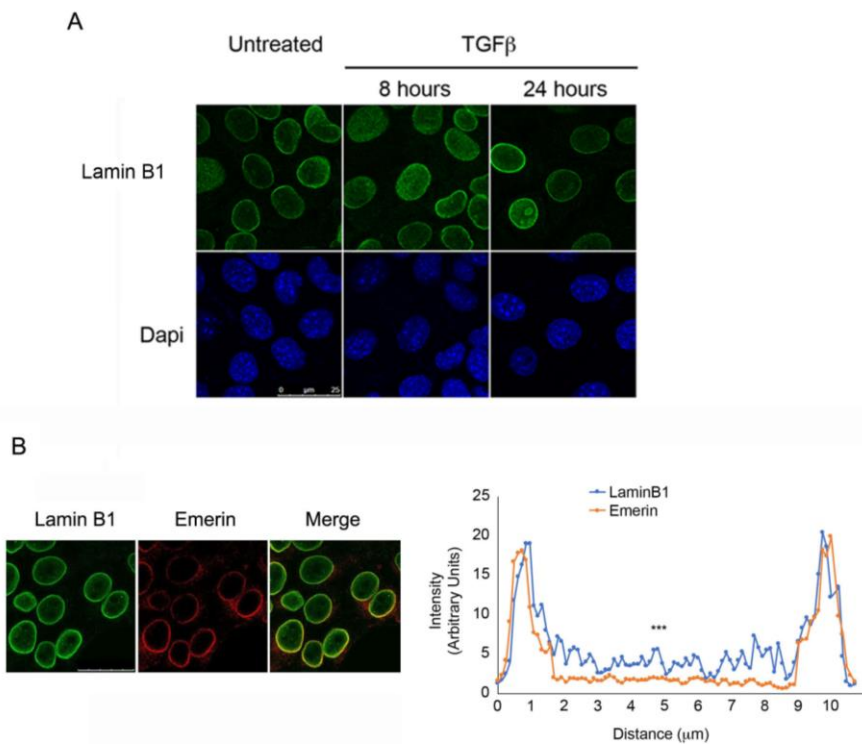 A
Untreated
TGFβ
8 hours
24 hours
Lamin B1
Dapi
0 µm 25
B
Lamin B1
Emerin
Merge
25
20
15
10
5
0
Intensity
(Arbitrary Units)
LaminB1
Emerin
***
0 1 2 3 4 5 6 7 8 9 10
Distance (µm)